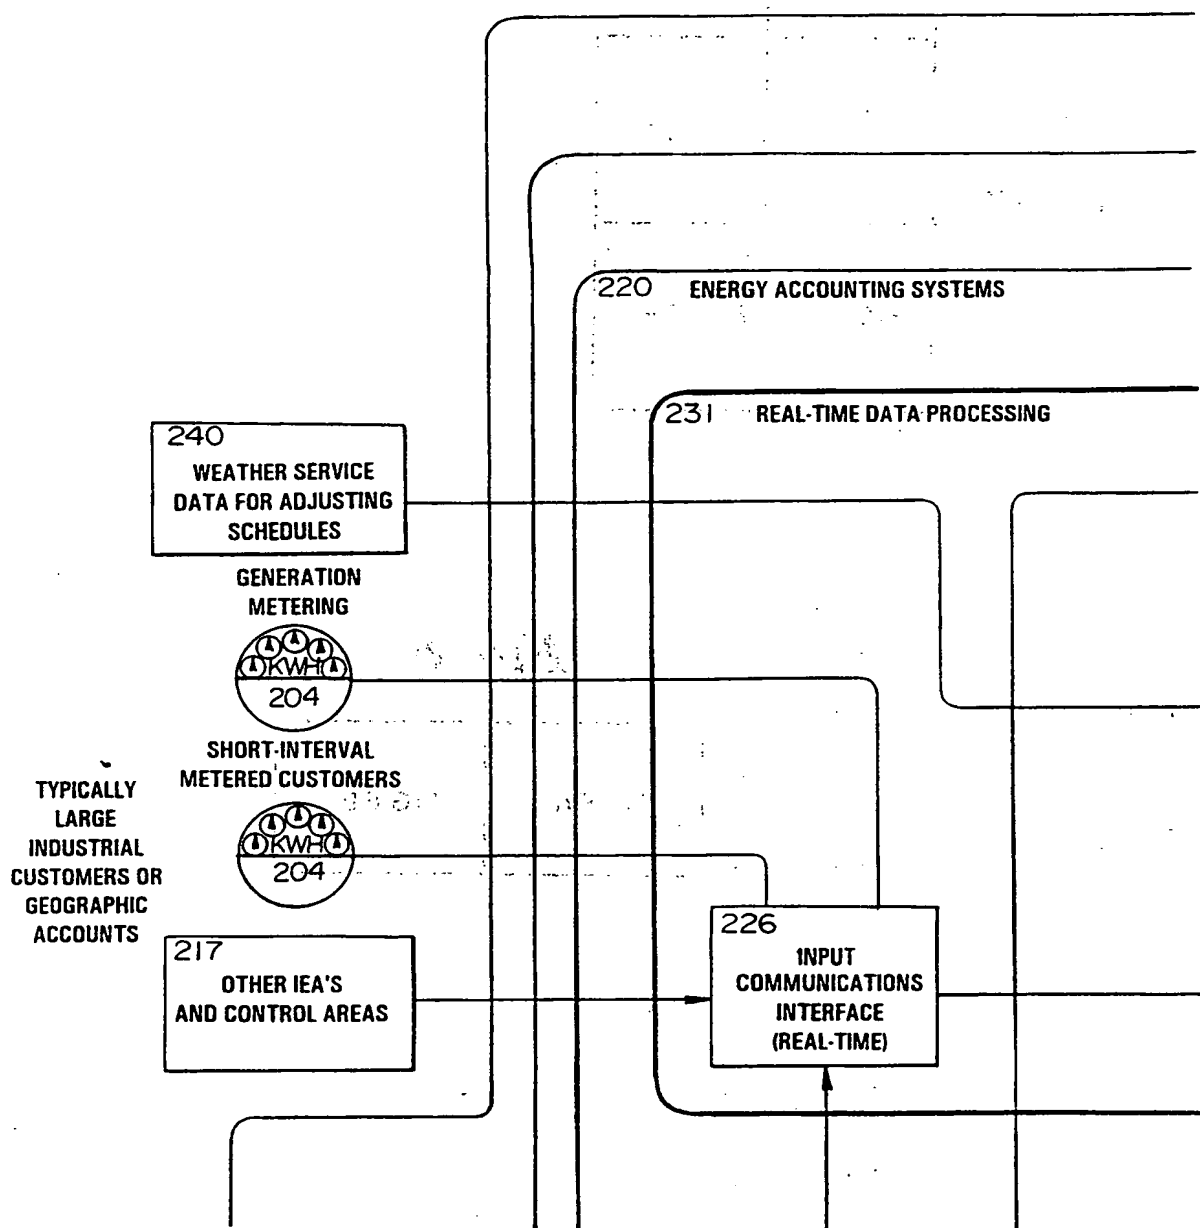 220 ENERGY ACCOUNTING SYSTEMS
231 REAL-TIME DATA PROCESSING
240
WEATHER SERVICE
DATA FOR ADJUSTING
SCHEDULES
GENERATION
METERING
KWH
204
SHORT-INTERVAL
METERED CUSTOMERS
KWH
204
TYPICALLY
LARGE
INDUSTRIAL
CUSTOMERS OR
GEOGRAPHIC
ACCOUNTS
217
OTHER IEA'S
AND CONTROL AREAS
226
INPUT
COMMUNICATIONS
INTERFACE
(REAL-TIME)